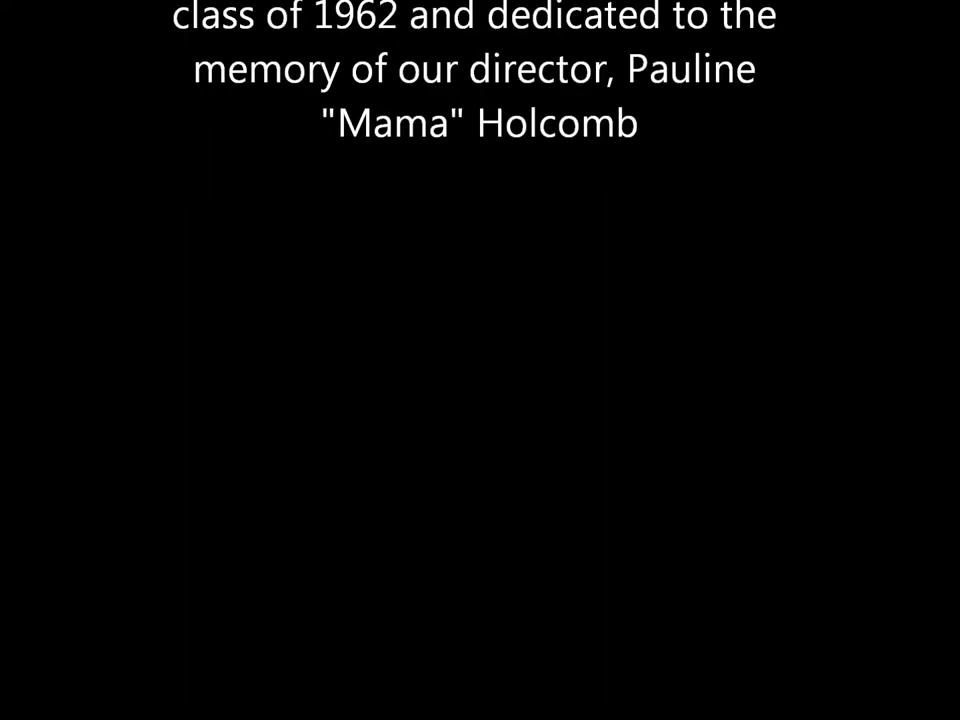 class of 1962 and dedicated to the
memory of our director, Pauline
"Mama" Holcomb